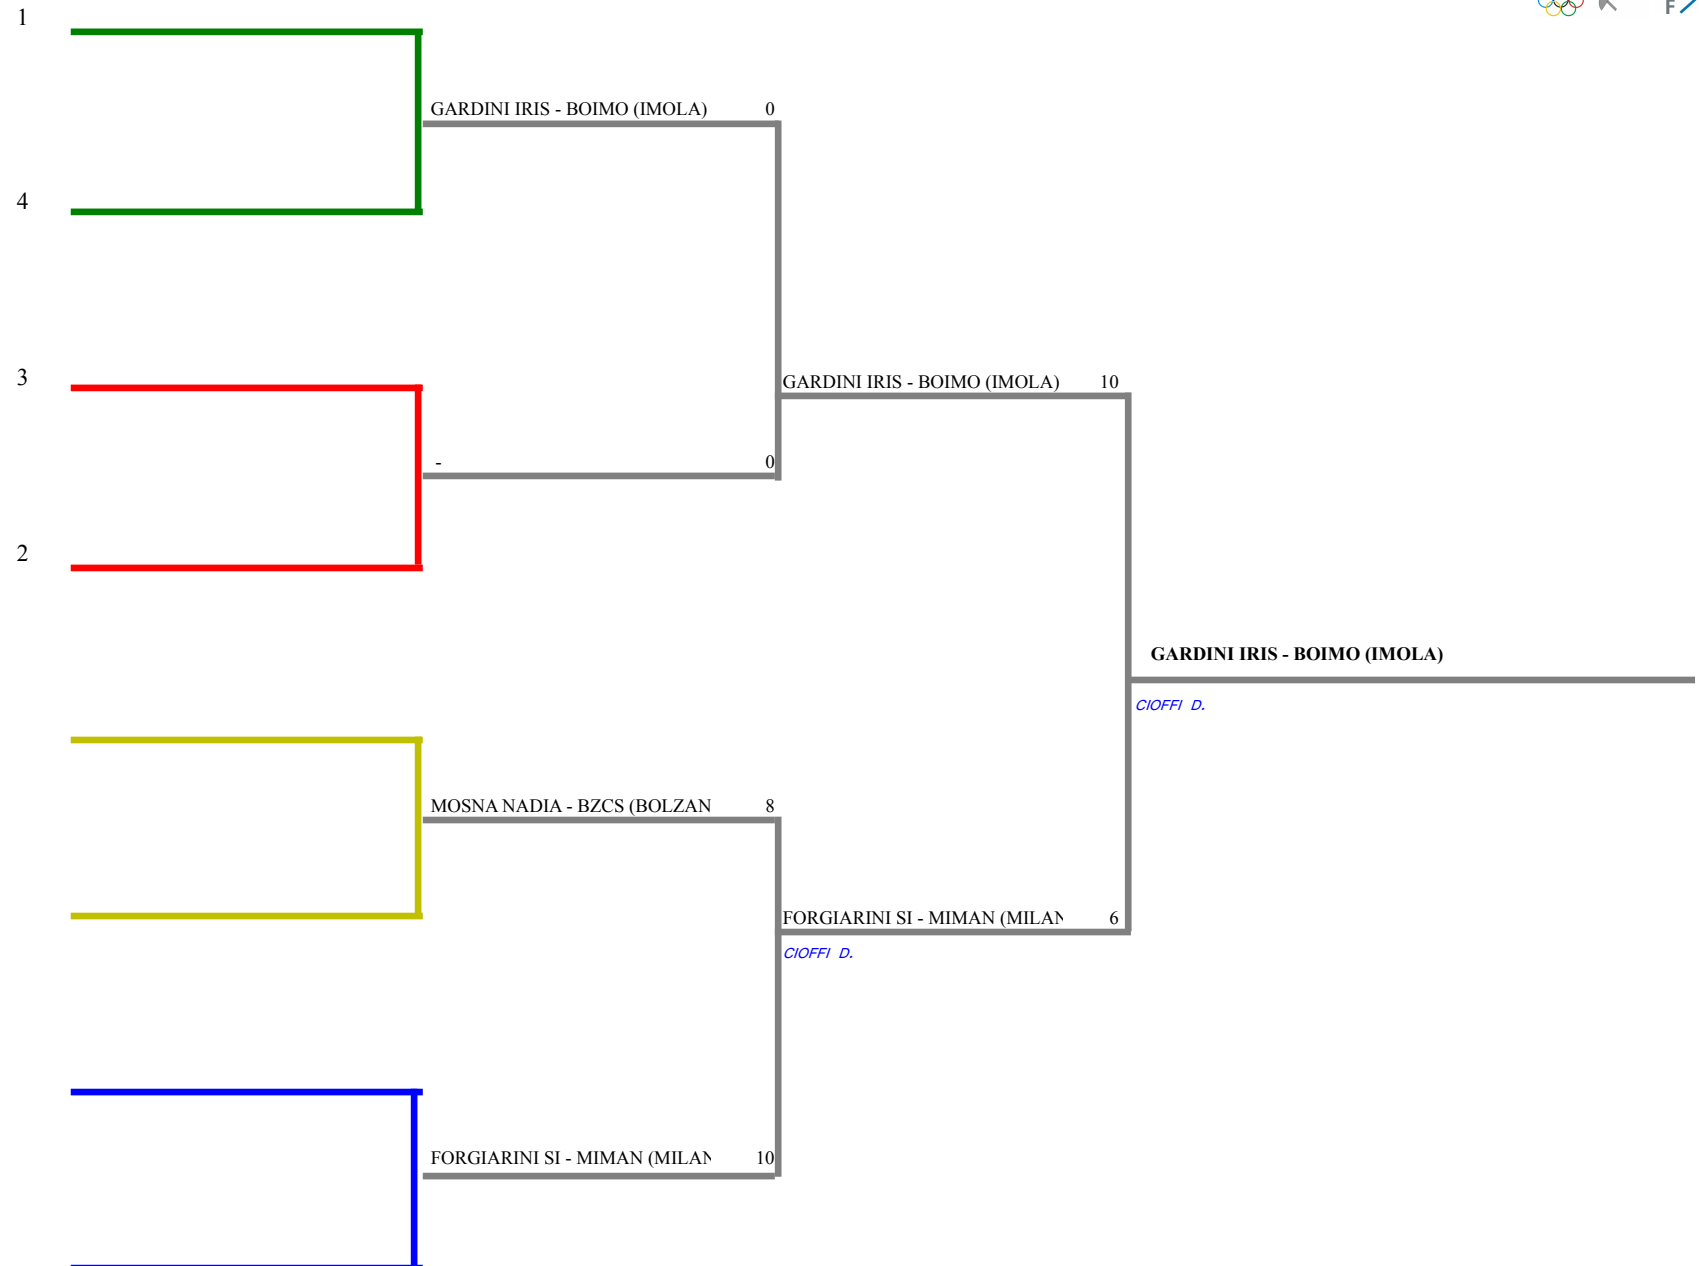 1
F
GARDINI IRIS - BOIMO (IMOLA) 0
4
3
GARDINI IRIS - BOIMO (IMOLA) 10
- 0
2
GARDINI IRIS - BOIMO (IMOLA)
CIOFFI D.
MOSNA NADIA - BZCS (BOLZAN 8
FORGIARINI SI - MIMAN (MILAN 6
CIOFFI D.
FORGIARINI SI - MIMAN (MILAN 10